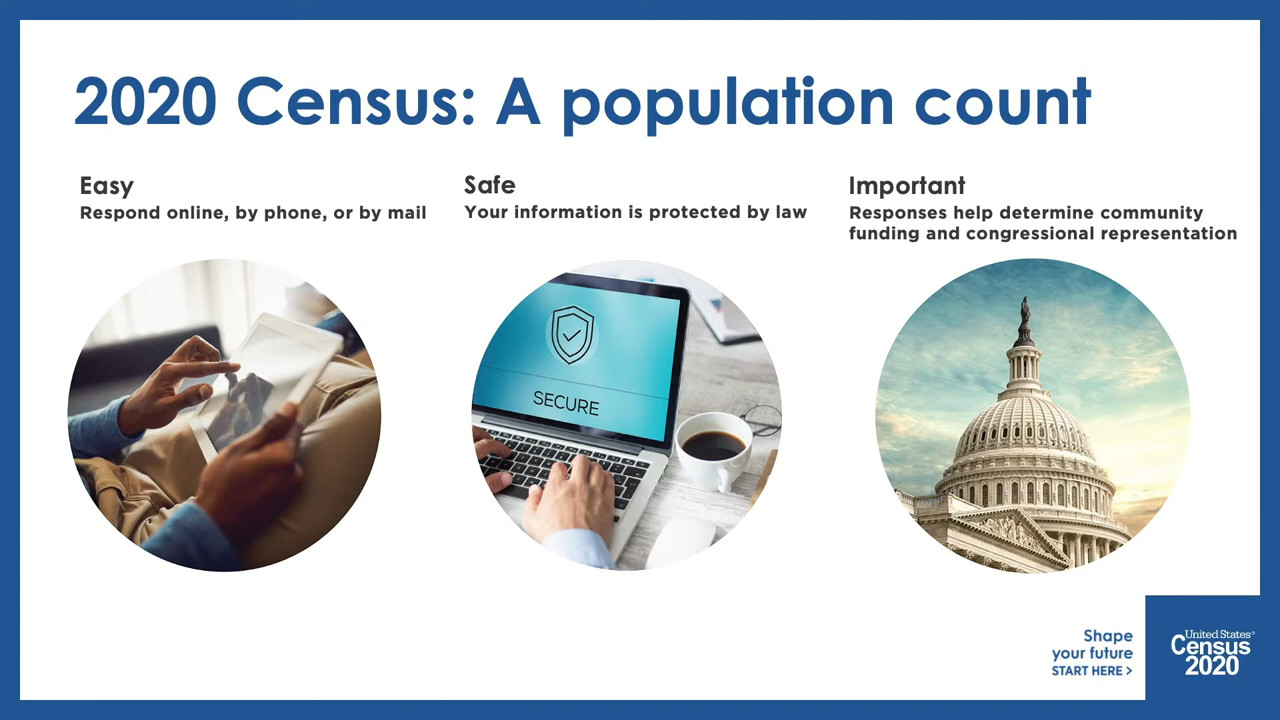 2020 Census: A population count
Easy
Respond online, by phone, or by mail
Safe
Your information is protected by law
Important
Responses help determine community
funding and congressional representation
SECURE
Shape
your future
START HERE >
United States®
Census
2020